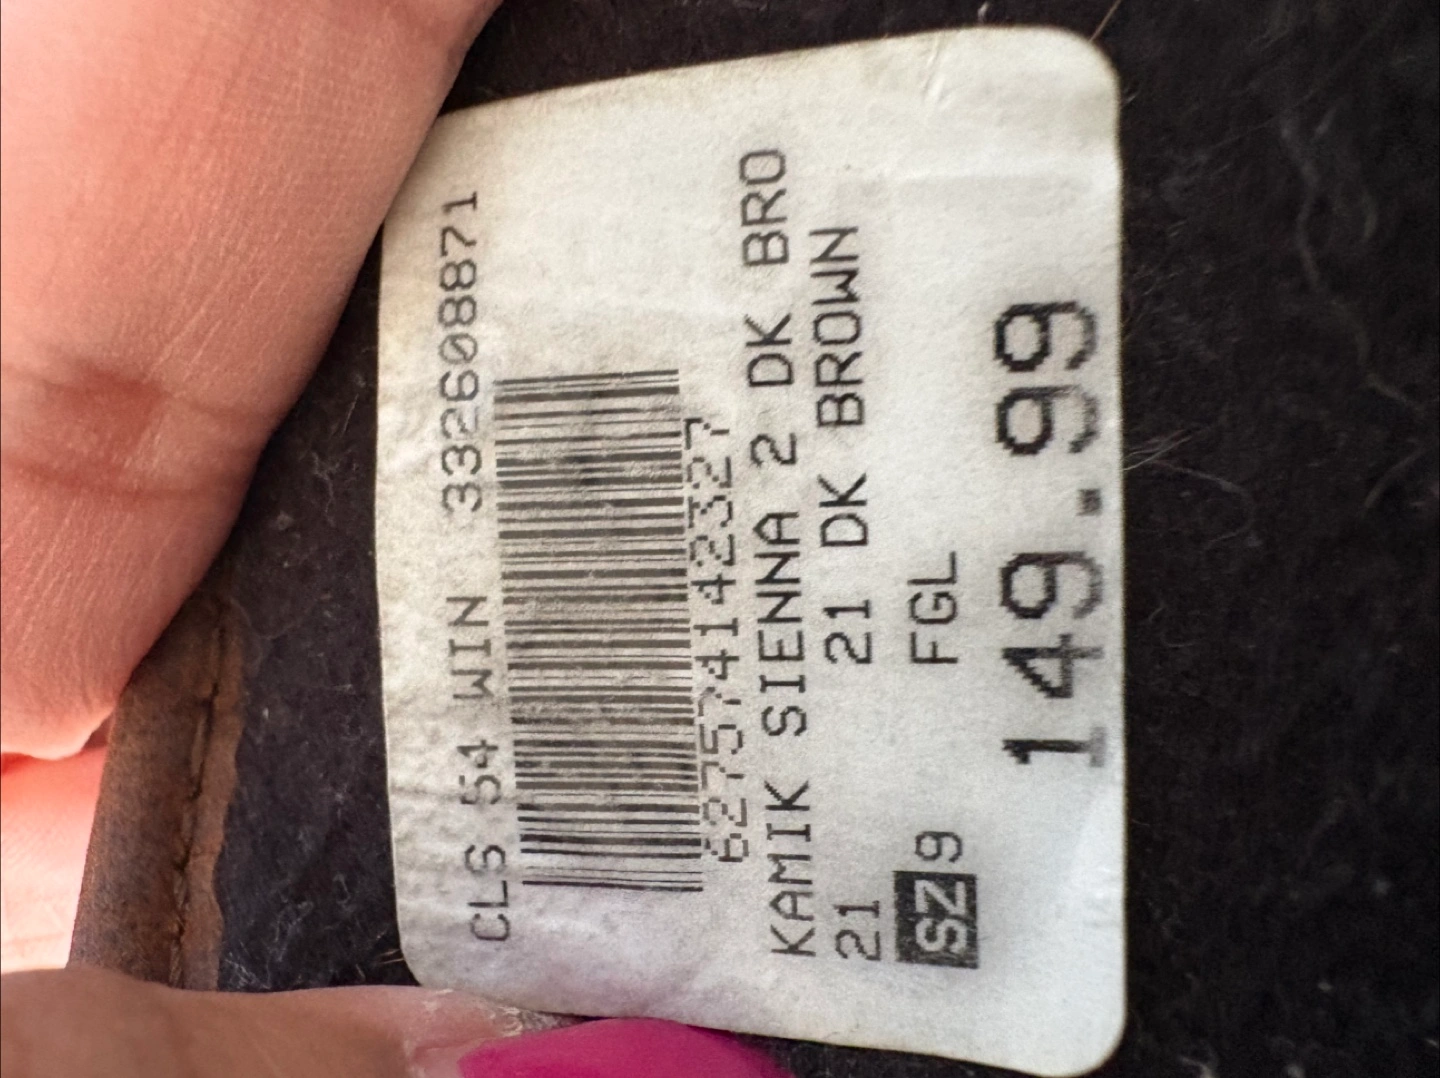 CLS 54 WIN 332608871
627574142327
KAMIK SIENNA 2 DK BRO
21 21 DK BROWN
SZ 9 FGL
149.99